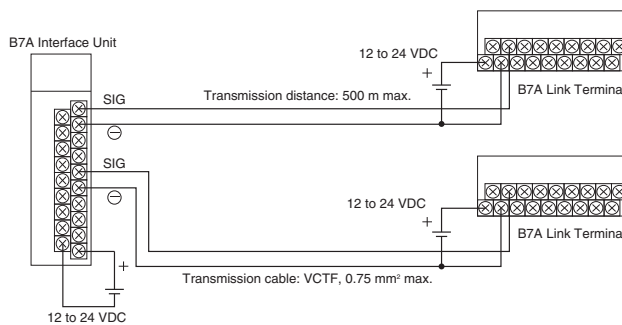 B7A Interface Unit
12 to 24 VDC
+
SIG
Transmission distance: 500 m max.
B7A Link Termina
⊖
SIG
⊖
12 to 24 VDC
+
B7A Link Termina
+
Transmission cable: VCTF, 0.75 mm² max.
12 to 24 VDC